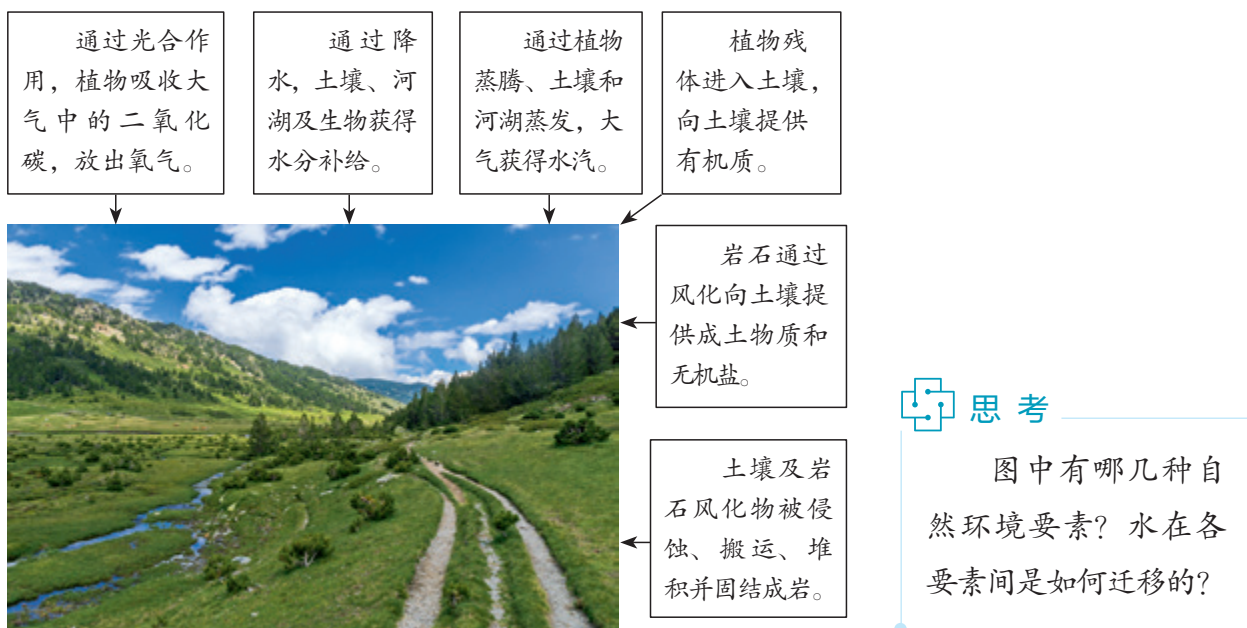 通过光合作
用，植物吸收大
气中的二氧化
碳，放出氧气。
通过降
水，土壤、河
湖及生物获得
水分补给。
通过植物
蒸腾、土壤和
河湖蒸发，大
气获得水汽。
植物残
体进入土壤，
向土壤提供
有机质。
岩石通过
风化向土壤提
供成土物质和
无机盐。
土壤及岩
石风化物被侵
蚀、搬运、堆
积并固结成岩。
思考
图中有哪几种自
然环境要素？水在各
要素间是如何迁移的？